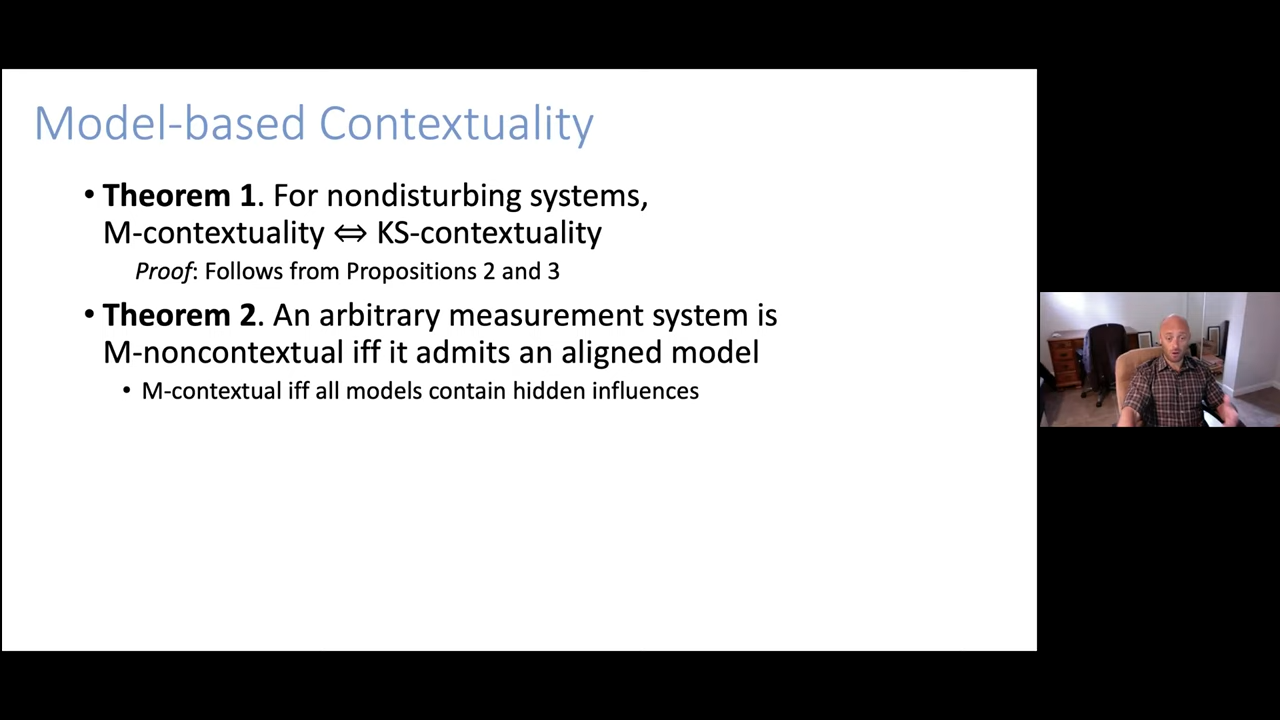 Model-based Contextuality
• Theorem 1. For nondisturbing systems,
M-contextuality ⇔ KS-contextuality
Proof: Follows from Propositions 2 and 3
• Theorem 2. An arbitrary measurement system is
M-noncontextual iff it admits an aligned model
• M-contextual iff all models contain hidden influences